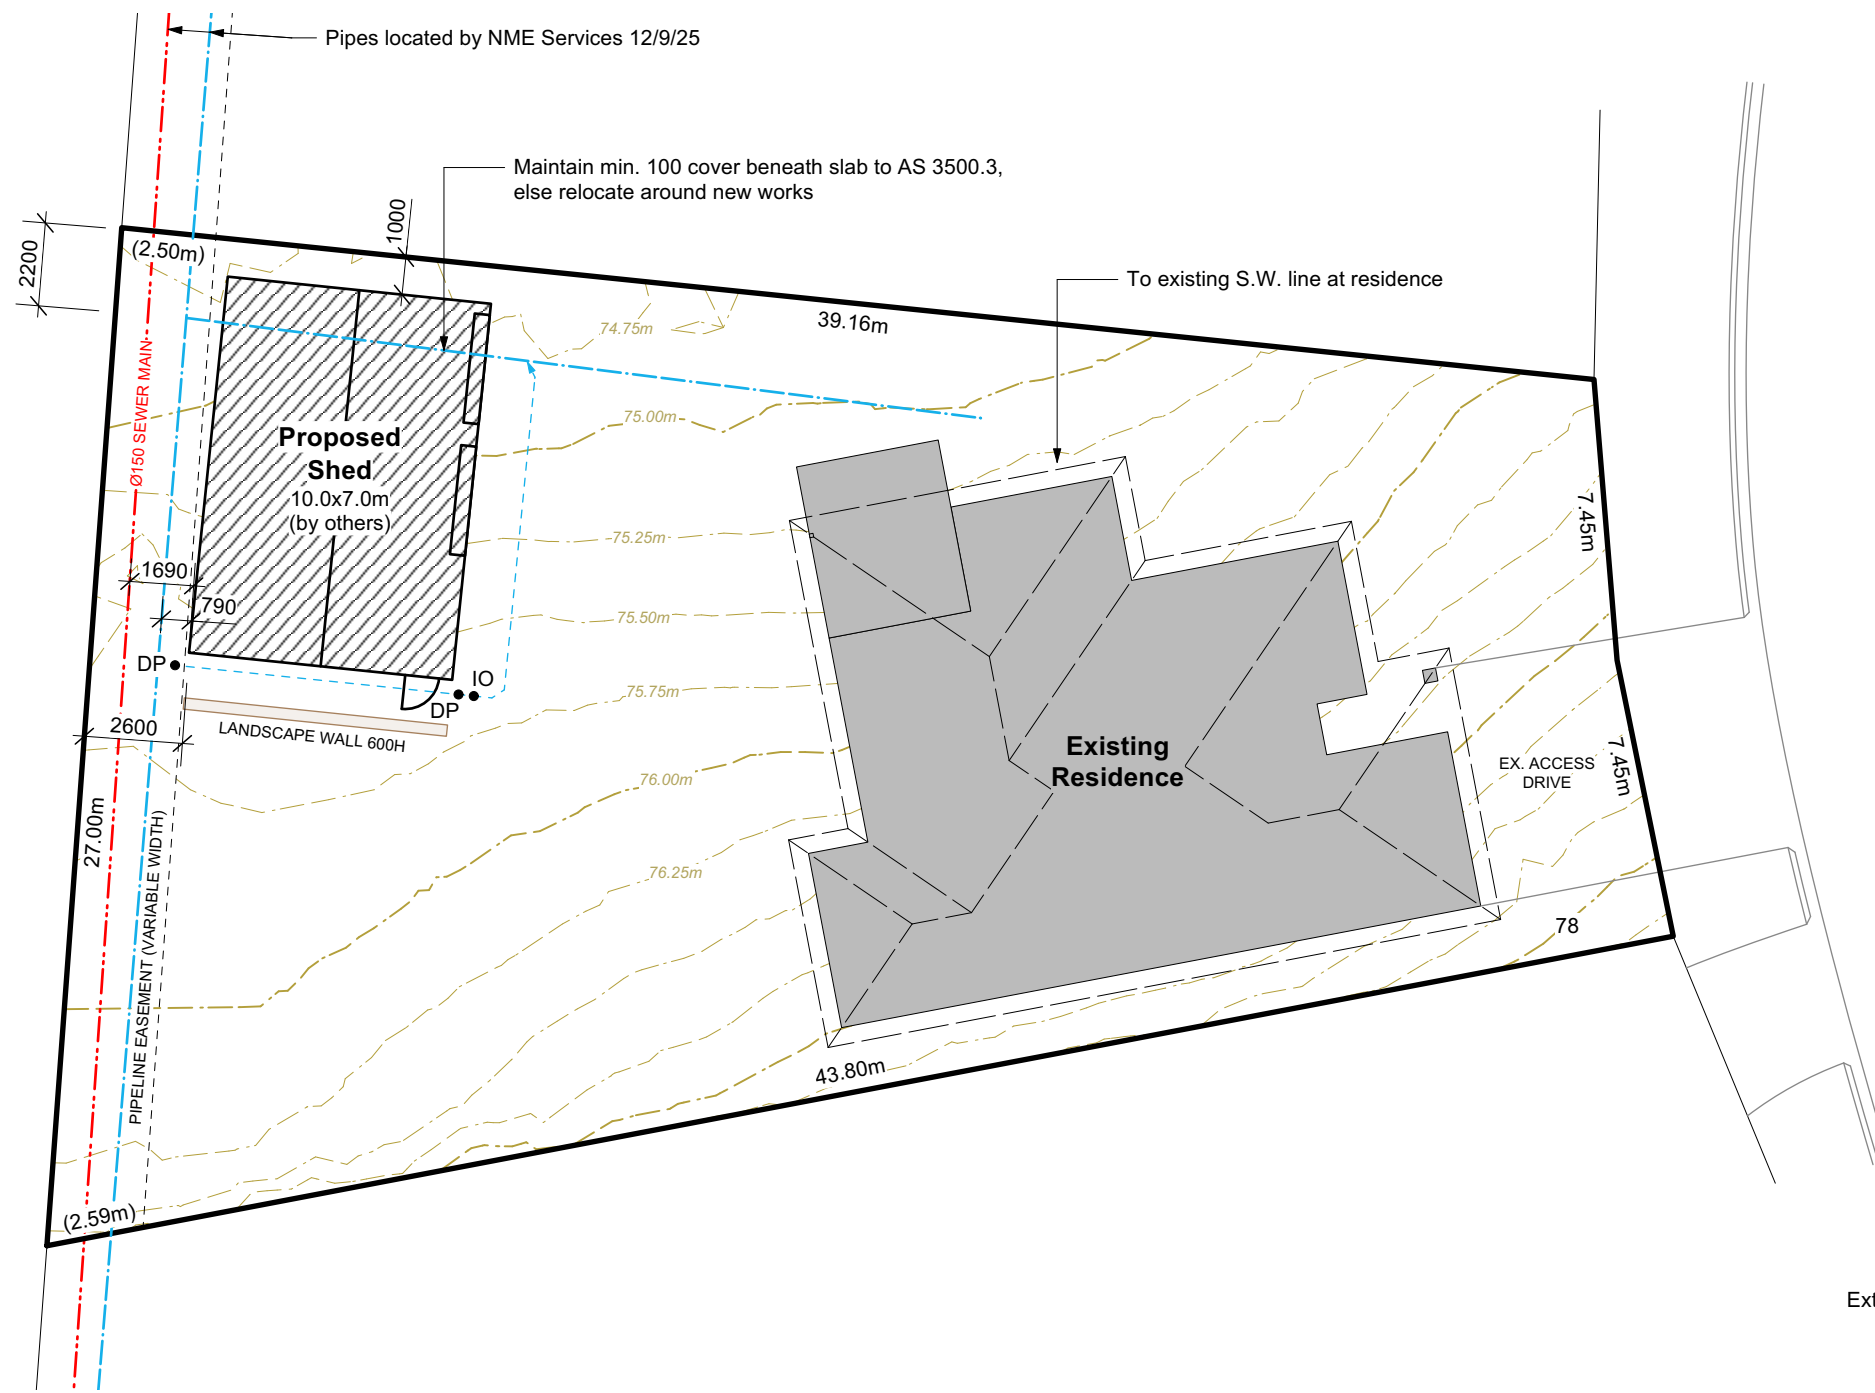 Pipes located by NME Services 12/9/25
Maintain min. 100 cover beneath slab to AS 3500.3,
else relocate around new works
1000
2200
(2.50m)
To existing S.W. line at residence
39.16m
74.75m
Ø150 SEWER MAIN
75.00m
Proposed
Shed
10.0x7.0m
(by others)
7.45m
75.25m
1690
790
75.50m
DP
IO
DP
75.75m
2600
LANDSCAPE WALL 600H
Existing
Residence
EX. ACCESS
DRIVE
7.45m
76.00m
27.00m
76.25m
PIPELINE EASEMENT (VARIABLE WIDTH)
78
43.80m
(2.59m)
Ext